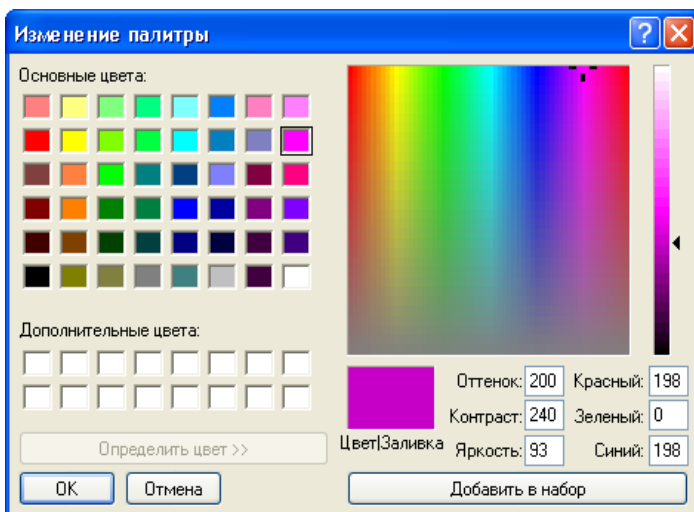 Изменение палитры
Основные цвета:
Дополнительные цвета:
Определить цвет >>
OK
Отмена
Цвет|Заливка
Оттенок: 200
Контраст: 240
Яркость: 93
Красный: 198
Зеленый: 0
Синий: 198
Добавить в набор